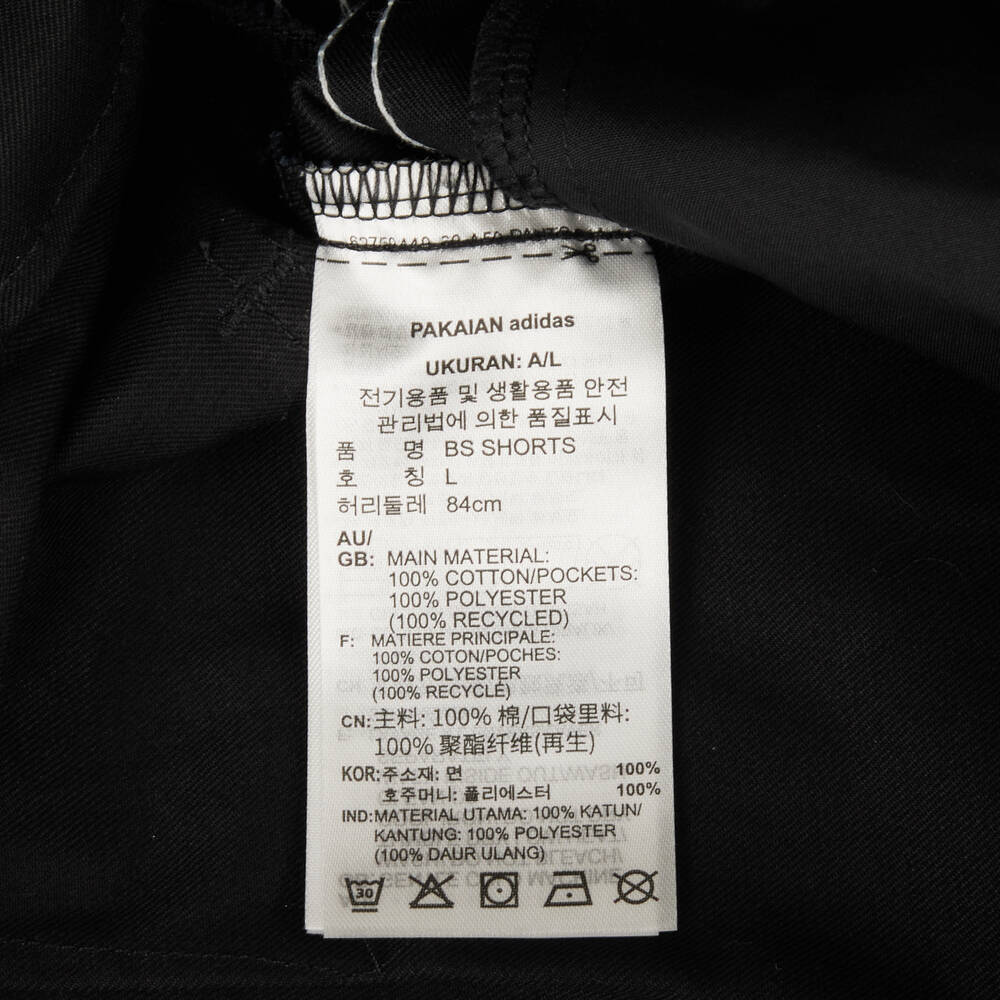 PAKAIAN adidas
UKURAN: A/L
전기용품 및 생활용품 안전
관리법에 의한 품질표시
품 명 BS SHORTS
호 칭 L
허리둘레 84cm
AU/
GB: MAIN MATERIAL:
100% COTTON/POCKETS:
100% POLYESTER
(100% RECYCLED)
F: MATIERE PRINCIPALE:
100% COTON/POCHES:
100% POLYESTER
(100% RECYCLÉ)
CN: 主料: 100% 棉/口袋里料:
100% 聚酯纤维(再生)
KOR: 주소재: 면 100%
호주머니: 폴리에스터 100%
IND: MATERIAL UTAMA: 100% KATUN/
KANTUNG: 100% POLYESTER
(100% DAUR ULANG)
30